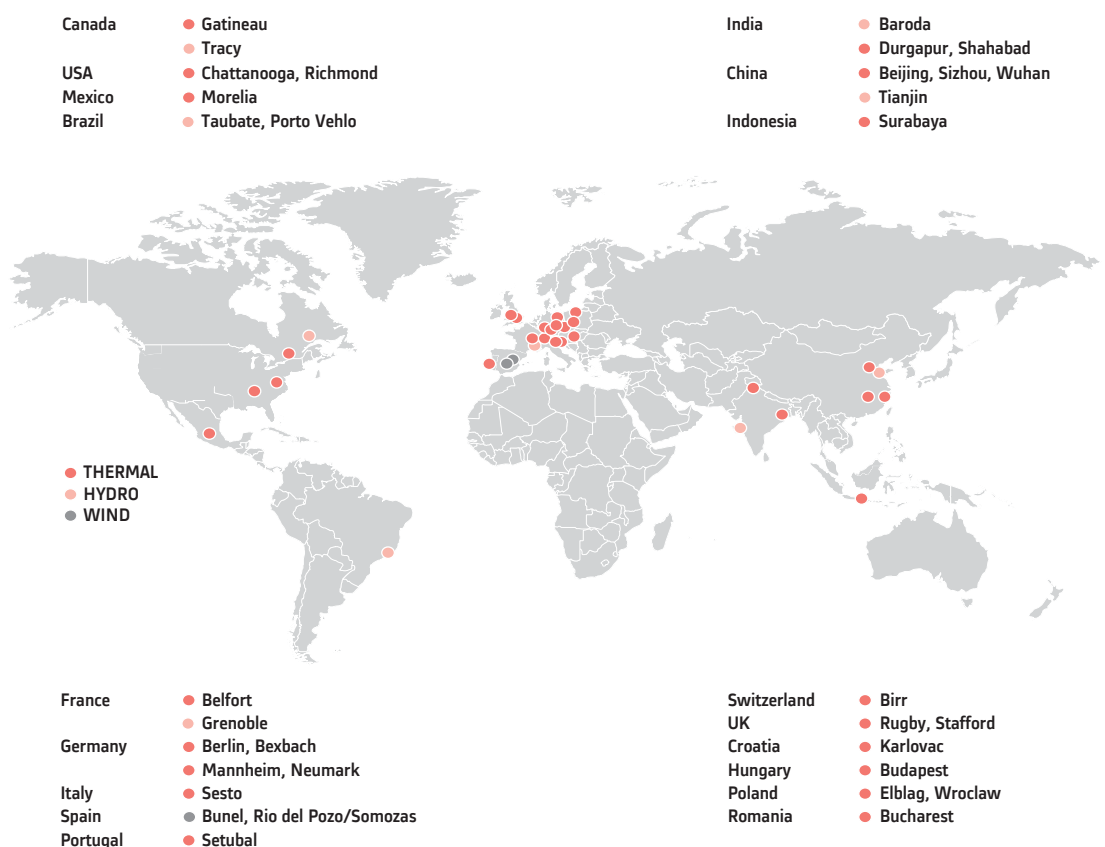 Canada Gatineau
Tracy
USA Chattanooga, Richmond
Mexico Morelia
Brazil Taubate, Porto Vehlo
India Baroda
Durgapur, Shahabad
China Beijing, Sizhou, Wuhan
Tianjin
Indonesia Surabaya
THERMAL
HYDRO
WIND
France Belfort
Grenoble
Germany Berlin, Bexbach
Mannheim, Neumark
Italy Sesto
Spain Bunel, Rio del Pozo/Somozas
Portugal Setubal
Switzerland Birr
UK Rugby, Stafford
Croatia Karlovac
Hungary Budapest
Poland Elblag, Wroclaw
Romania Bucharest